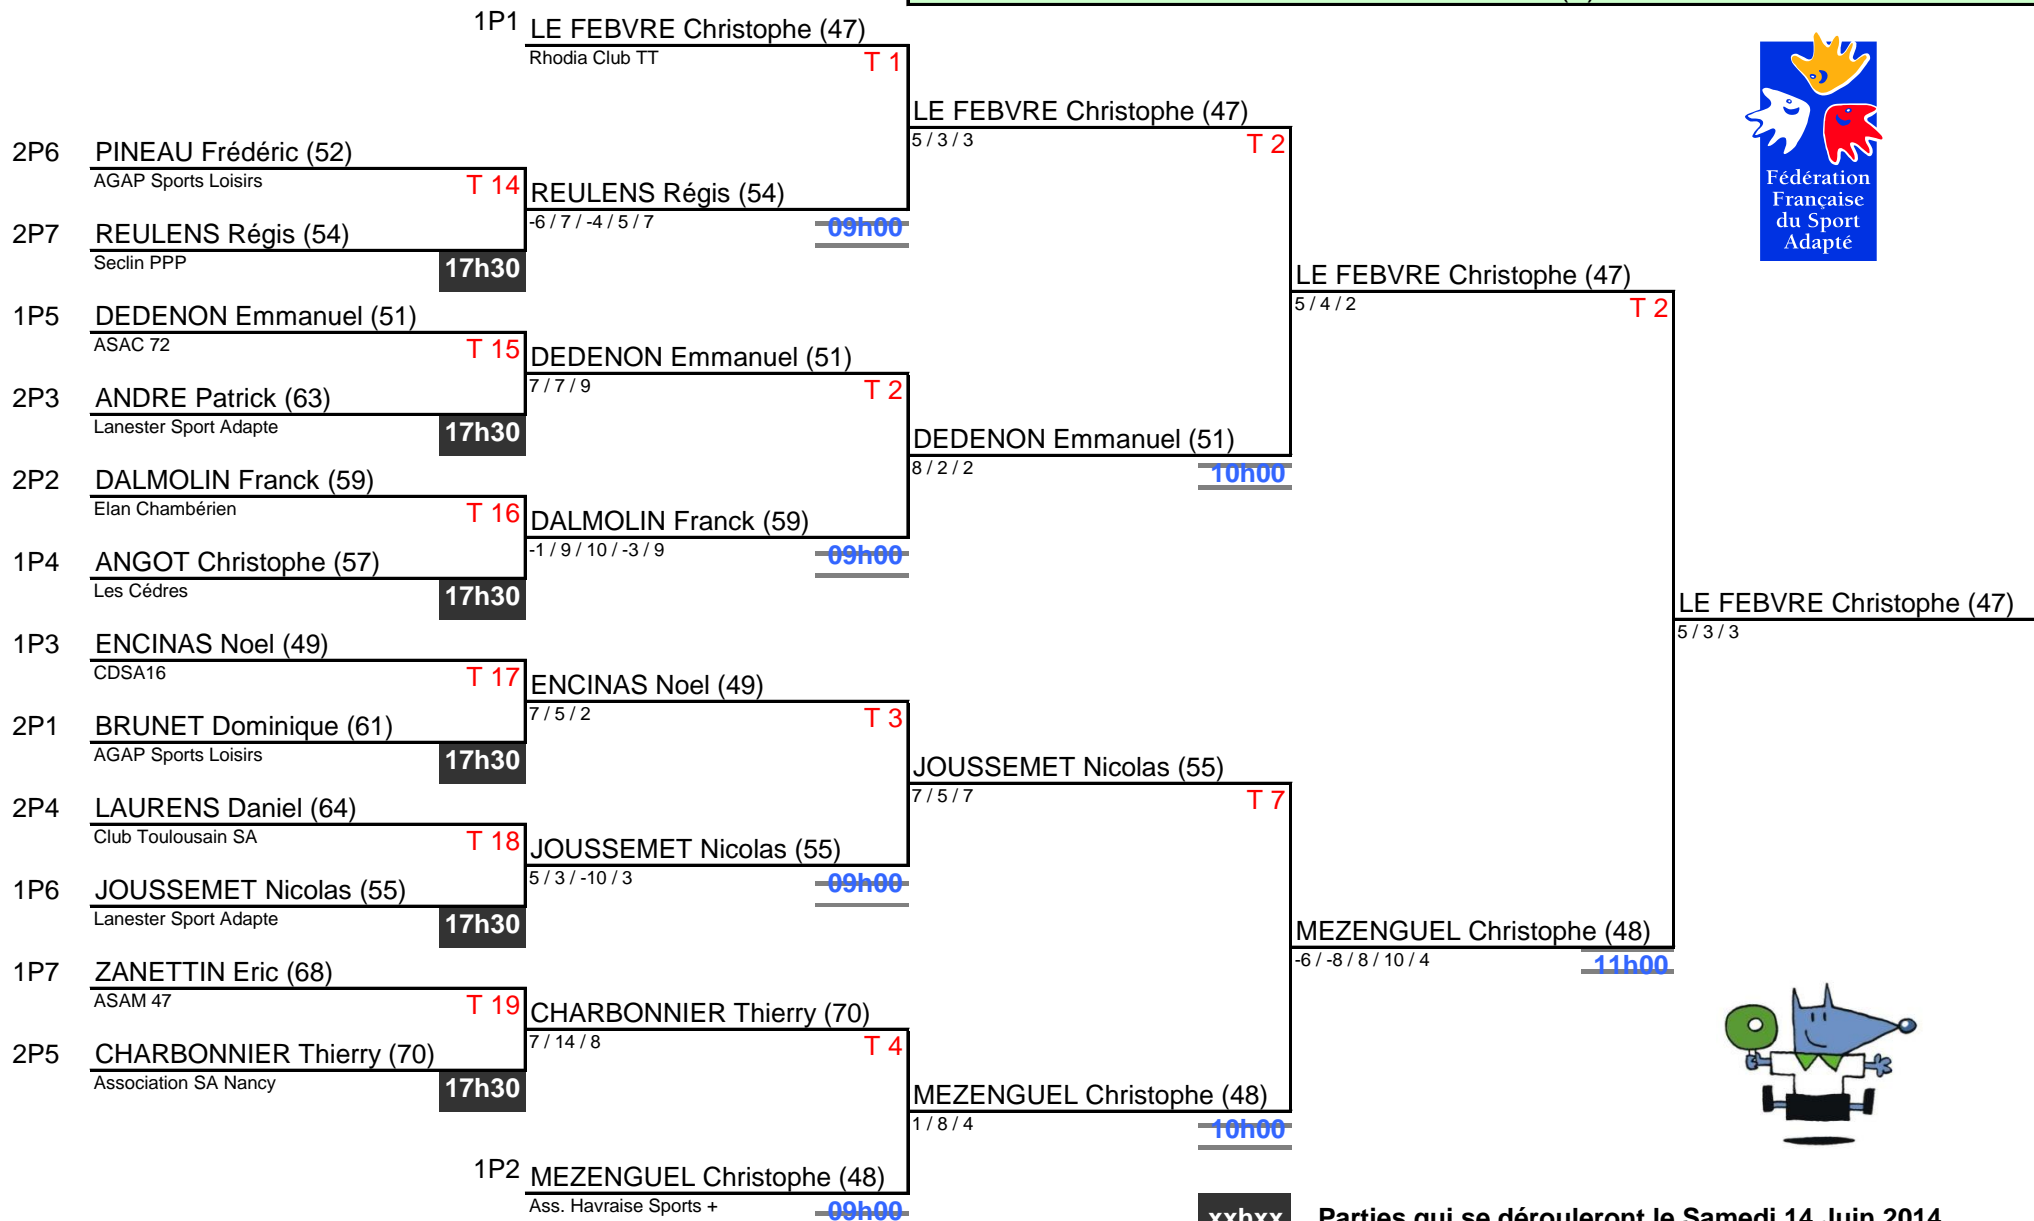 1P1 LE FEBVRE Christophe (47)
Rhodia Club TT T 1
LE FEBVRE Christophe (47)
5 / 3 / 3 T 2
2P6 PINEAU Frédéric (52)
AGAP Sports Loisirs T 14
REULENS Régis (54)
-6 / 7 / -4 / 5 / 7 09h00
2P7 REULENS Régis (54)
Seclin PPP 17h30
Fédération
Française
du Sport
Adapté
LE FEBVRE Christophe (47)
5 / 4 / 2 T 2
1P5 DEDENON Emmanuel (51)
ASAC 72 T 15
DEDENON Emmanuel (51)
7 / 7 / 9 T 2
2P3 ANDRE Patrick (63)
Lanester Sport Adapte 17h30
DEDENON Emmanuel (51)
8 / 2 / 2 10h00
2P2 DALMOLIN Franck (59)
Elan Chambérien T 16
DALMOLIN Franck (59)
-1 / 9 / 10 / -3 / 9 09h00
1P4 ANGOT Christophe (57)
Les Cédres 17h30
LE FEBVRE Christophe (47)
5 / 3 / 3
1P3 ENCINAS Noel (49)
CDSA16 T 17
ENCINAS Noel (49)
7 / 5 / 2 T 3
2P1 BRUNET Dominique (61)
AGAP Sports Loisirs 17h30
JOUSSEMET Nicolas (55)
7 / 5 / 7 T 7
2P4 LAURENS Daniel (64)
Club Toulousain SA T 18
JOUSSEMET Nicolas (55)
5 / 3 / -10 / 3 09h00
1P6 JOUSSEMET Nicolas (55)
Lanester Sport Adapte 17h30
MEZENGUEL Christophe (48)
-6 / -8 / 8 / 10 / 4 11h00
1P7 ZANETTIN Eric (68)
ASAM 47 T 19
CHARBONNIER Thierry (70)
7 / 14 / 8 T 4
2P5 CHARBONNIER Thierry (70)
Association SA Nancy 17h30
MEZENGUEL Christophe (48)
1 / 8 / 4 10h00
1P2 MEZENGUEL Christophe (48)
Ass. Havraise Sports + 09h00
xxhxx Parties qui se dérouleront le Samedi 14 Juin 2014